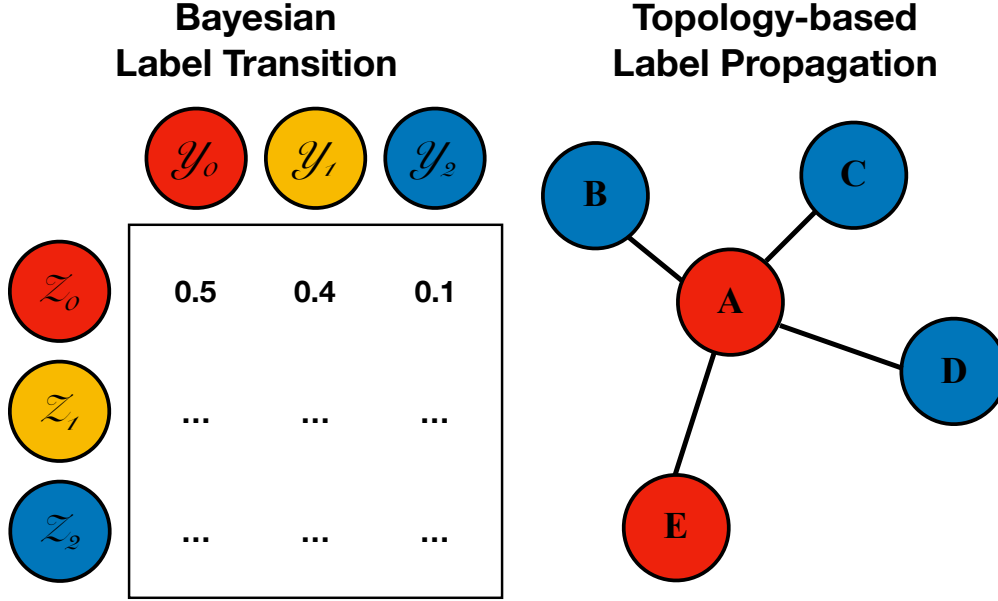 Bayesian
Label Transition
𝒴₀ 𝒴₁ 𝒴₂
𝒵₀ 0.5 0.4 0.1
𝒵₁ ... ... ...
𝒵₂ ... ... ...
Topology-based
Label Propagation
B
C
A
D
E